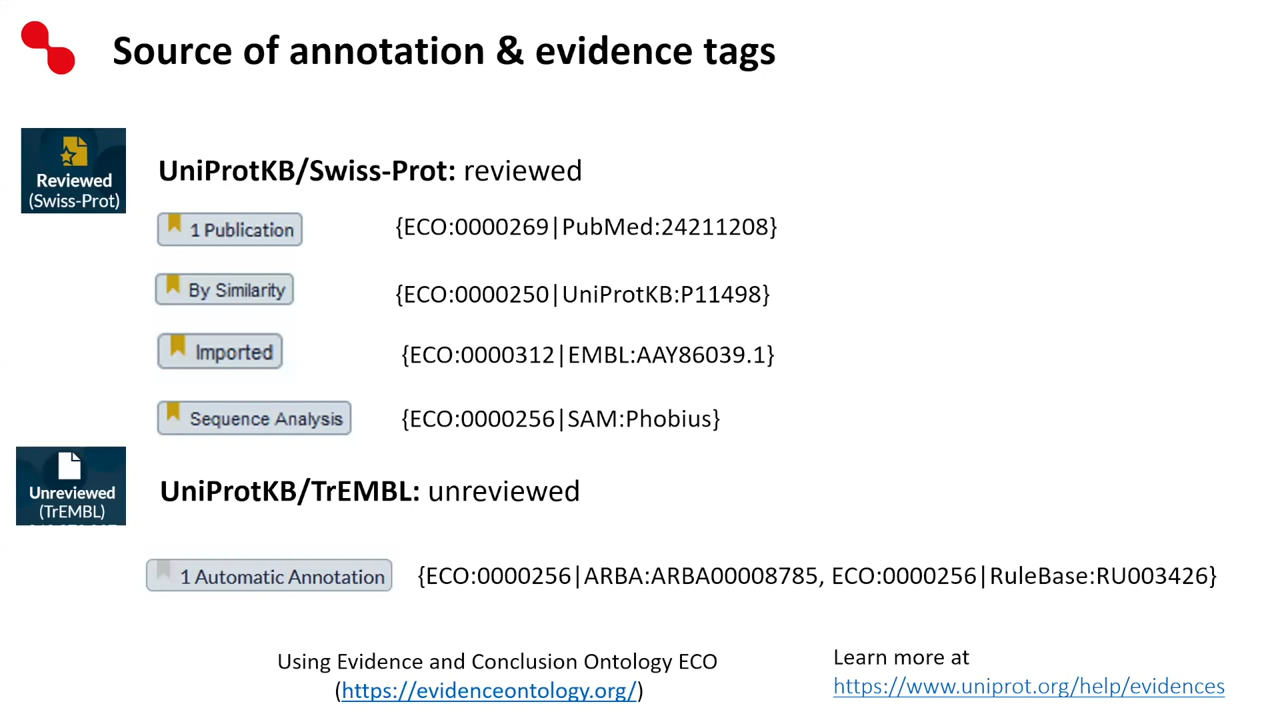 Source of annotation & evidence tags
Reviewed
(Swiss-Prot)
UniProtKB/Swiss-Prot: reviewed
1 Publication
{ECO:0000269|PubMed:24211208}
By Similarity
{ECO:0000250|UniProtKB:P11498}
Imported
{ECO:0000312|EMBL:AAY86039.1}
Sequence Analysis
{ECO:0000256|SAM:Phobius}
Unreviewed
(TrEMBL)
UniProtKB/TrEMBL: unreviewed
1 Automatic Annotation
{ECO:0000256|ARBA:ARBA00008785, ECO:0000256|RuleBase:RU003426}
Using Evidence and Conclusion Ontology ECO
(https://evidenceontology.org/)
Learn more at
https://www.uniprot.org/help/evidences